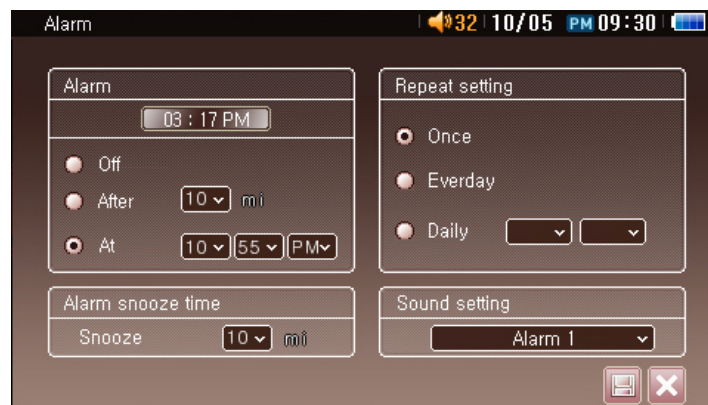 Alarm 32 10/05 PM 09:30
Alarm
03 : 17 PM
Off
After 10 mi
At 10 55 PM
Alarm snooze time
Snooze 10 mi
Repeat setting
Once
Everday
Daily
Sound setting
Alarm 1